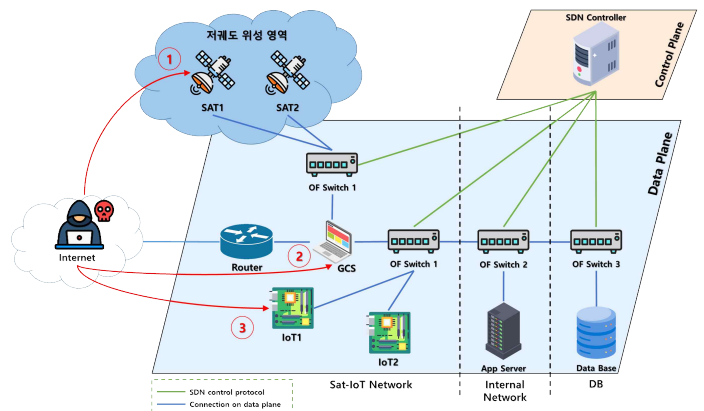 SDN Controller
Control Plane
저궤도 위성 영역
1
SAT1
SAT2
Data Plane
OF Switch 1
Internet
Router
2
GCS
OF Switch 1
OF Switch 2
OF Switch 3
3
IoT1
IoT2
App Server
Data Base
Sat-IoT Network
Internal
Network
DB
SDN control protocol
Connection on data plane